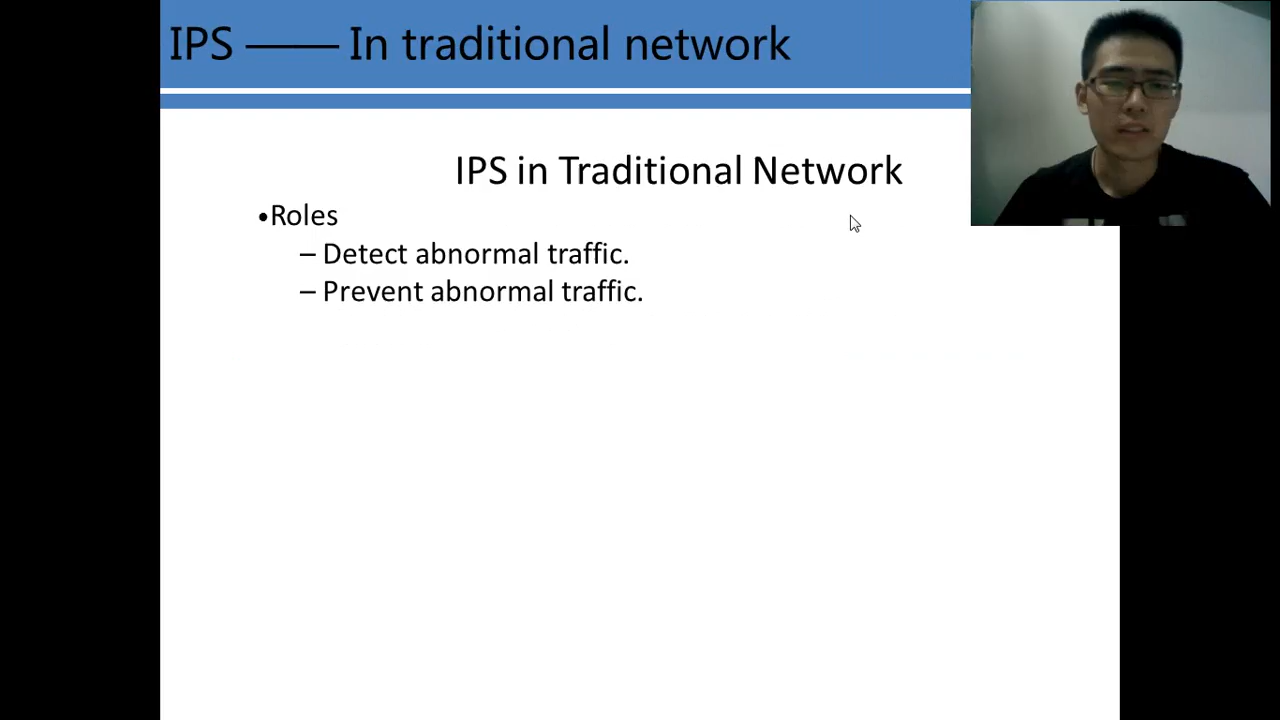 IPS —— In traditional network
IPS in Traditional Network
•Roles
– Detect abnormal traffic.
– Prevent abnormal traffic.